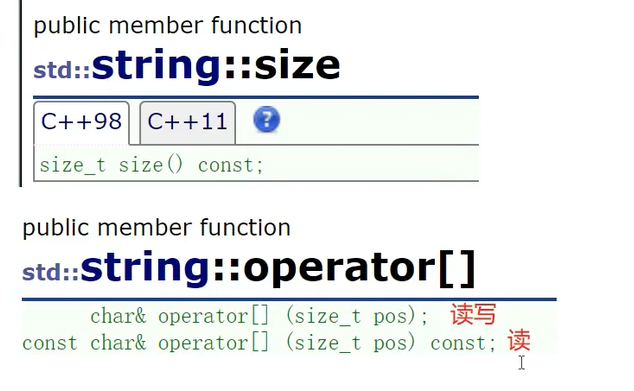 public member function
std::string::size
C++98 C++11 ?
size_t size() const;
public member function
std::string::operator[]
char& operator[] (size_t pos); 读写
const char& operator[] (size_t pos) const; 读